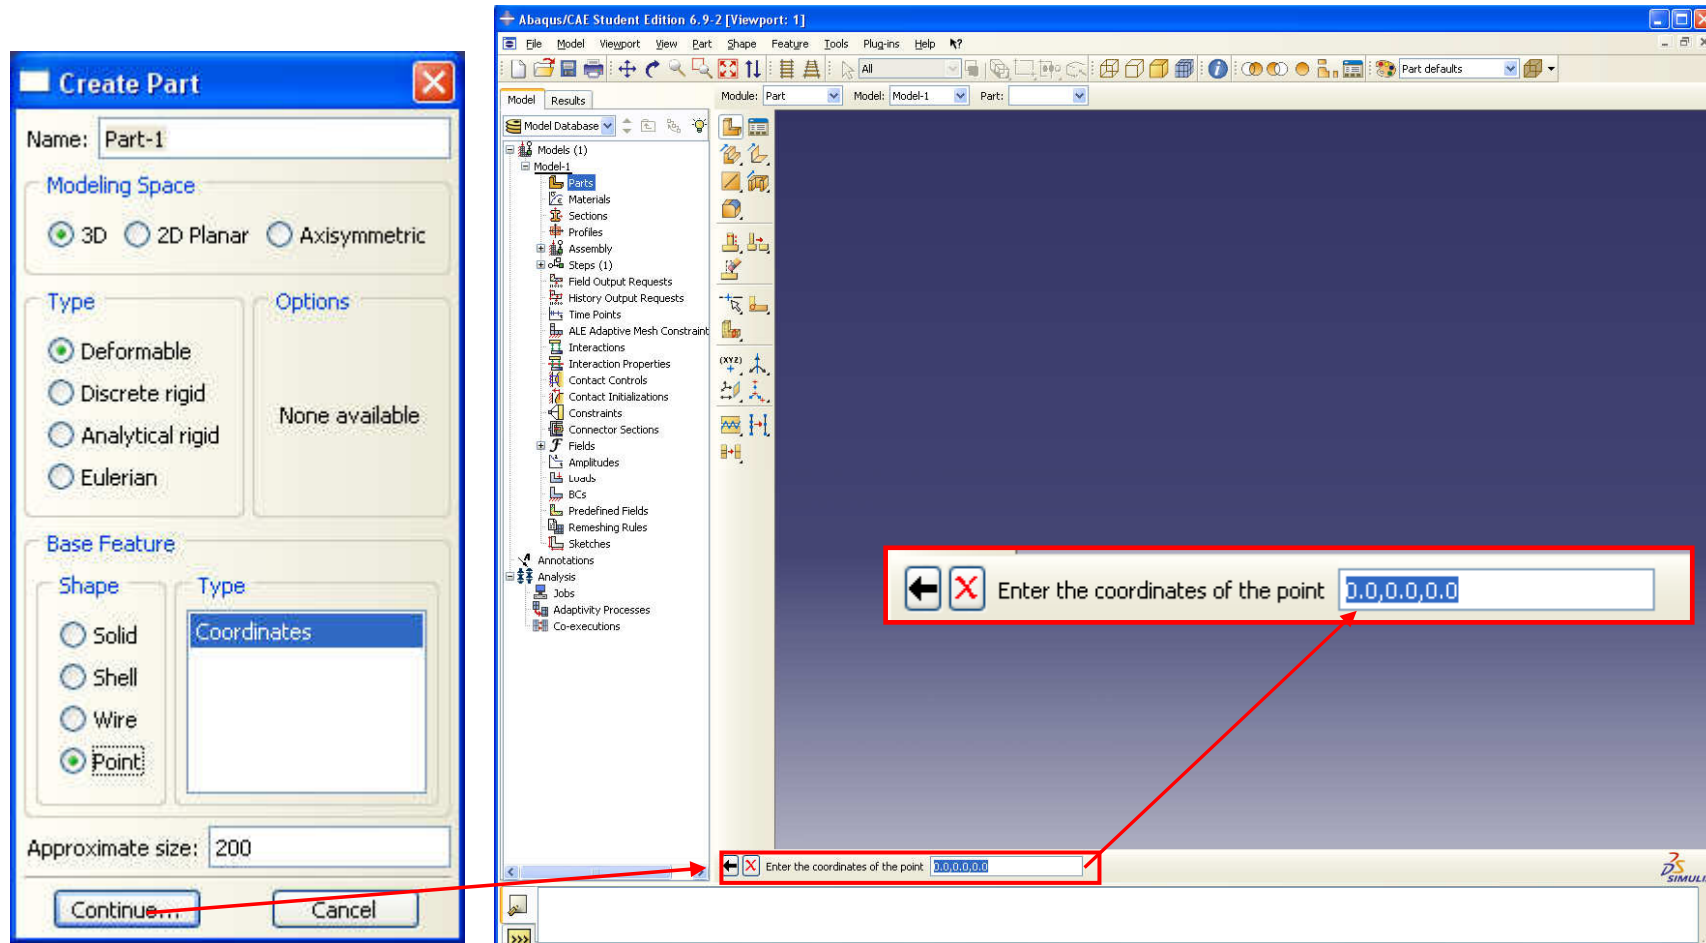 Create Part
Name: Part-1
Modeling Space
3D 2D Planar Axisymmetric
Type
Deformable
Discrete rigid
Analytical rigid
Eulerian
Options
None available
Base Feature
Shape
Solid
Shell
Wire
Point
Type
Coordinates
Approximate size: 200
Continue... Cancel
Abaqus/CAE Student Edition 6.9-2 [Viewport: 1]
File Model Viewport View Part Shape Feature Tools Plug-ins Help
All Part defaults
Model Results
Module: Part Model: Model-1 Part:
Model Database
Models (1)
Model-1
Parts
Materials
Sections
Profiles
Assembly
Steps (1)
Field Output Requests
History Output Requests
Time Points
ALE Adaptive Mesh Constraint
Interactions
Interaction Properties
Contact Controls
Contact Initializations
Constraints
Connector Sections
Fields
Amplitudes
Loads
BCs
Predefined Fields
Remeshing Rules
Sketches
Annotations
Analysis
Jobs
Adaptivity Processes
Co-executions
(XYZ)
Enter the coordinates of the point 0.0,0.0,0.0
Enter the coordinates of the point 0.0,0.0,0.0
SIMULI
>>>